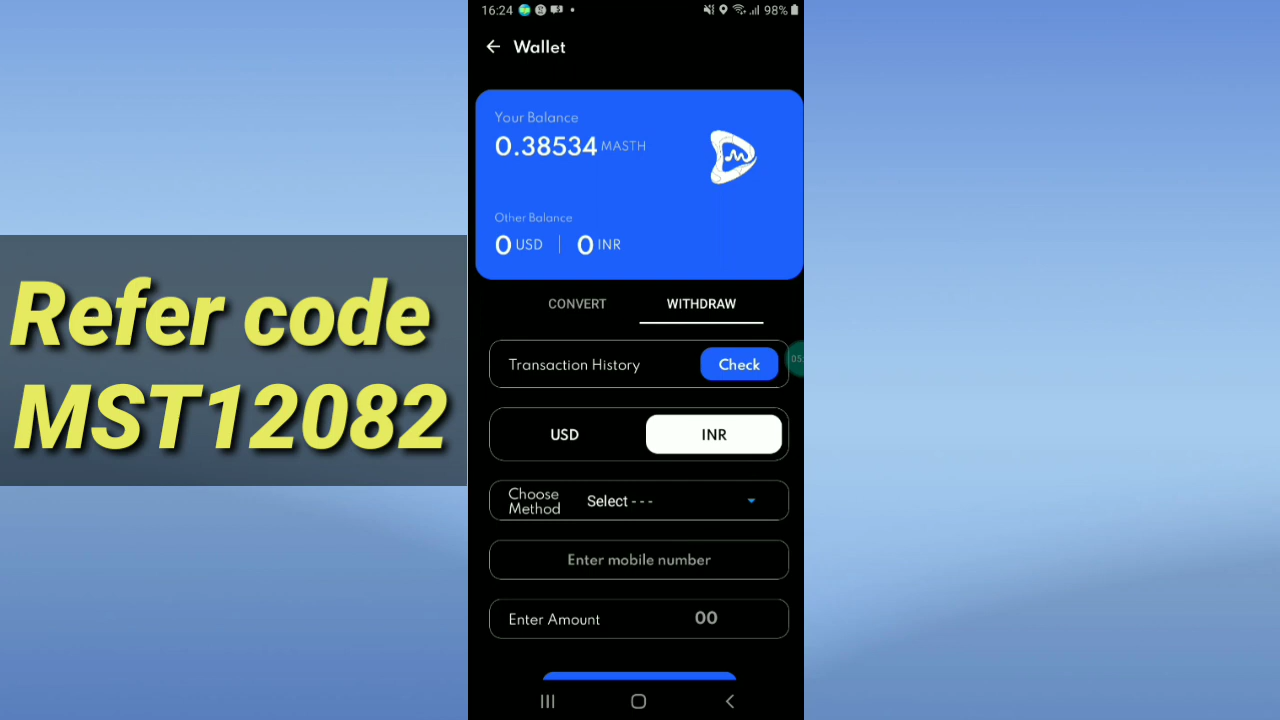 Refer code
MST12082
16:24
98%
Wallet
Your Balance
0.38534 MASTH
Other Balance
0 USD | 0 INR
CONVERT WITHDRAW
Transaction History Check
USD INR
Choose
Method
Select - - -
Enter mobile number
Enter Amount 00